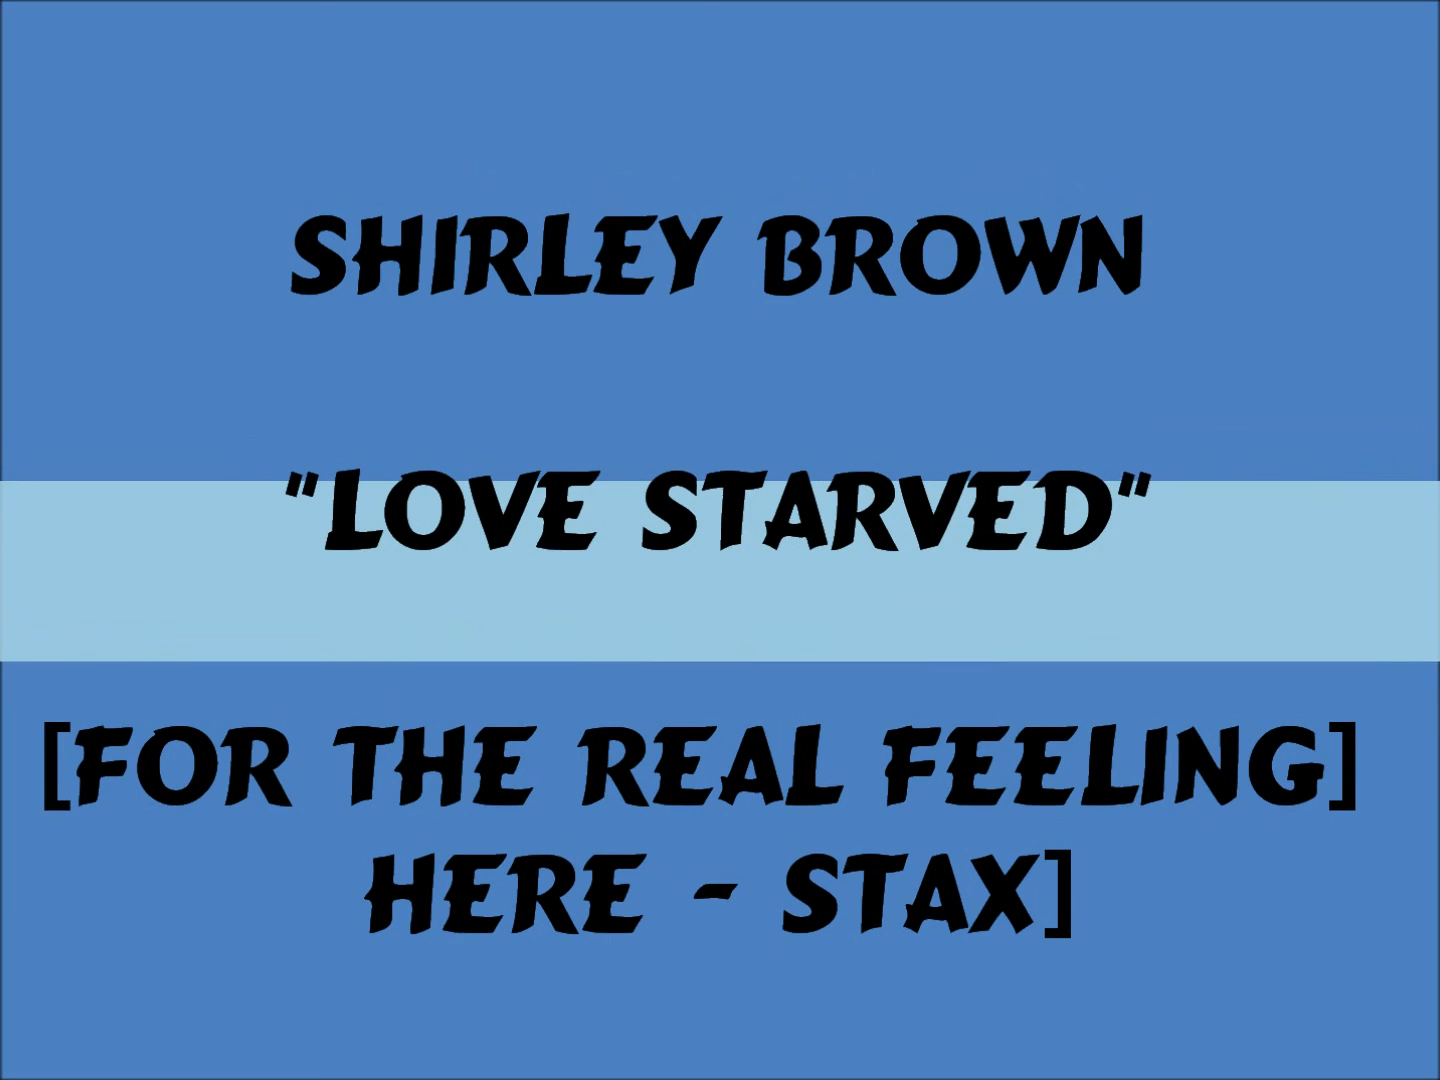 SHIRLEY BROWN
"LOVE STARVED"
[FOR THE REAL FEELING]
HERE - STAX]